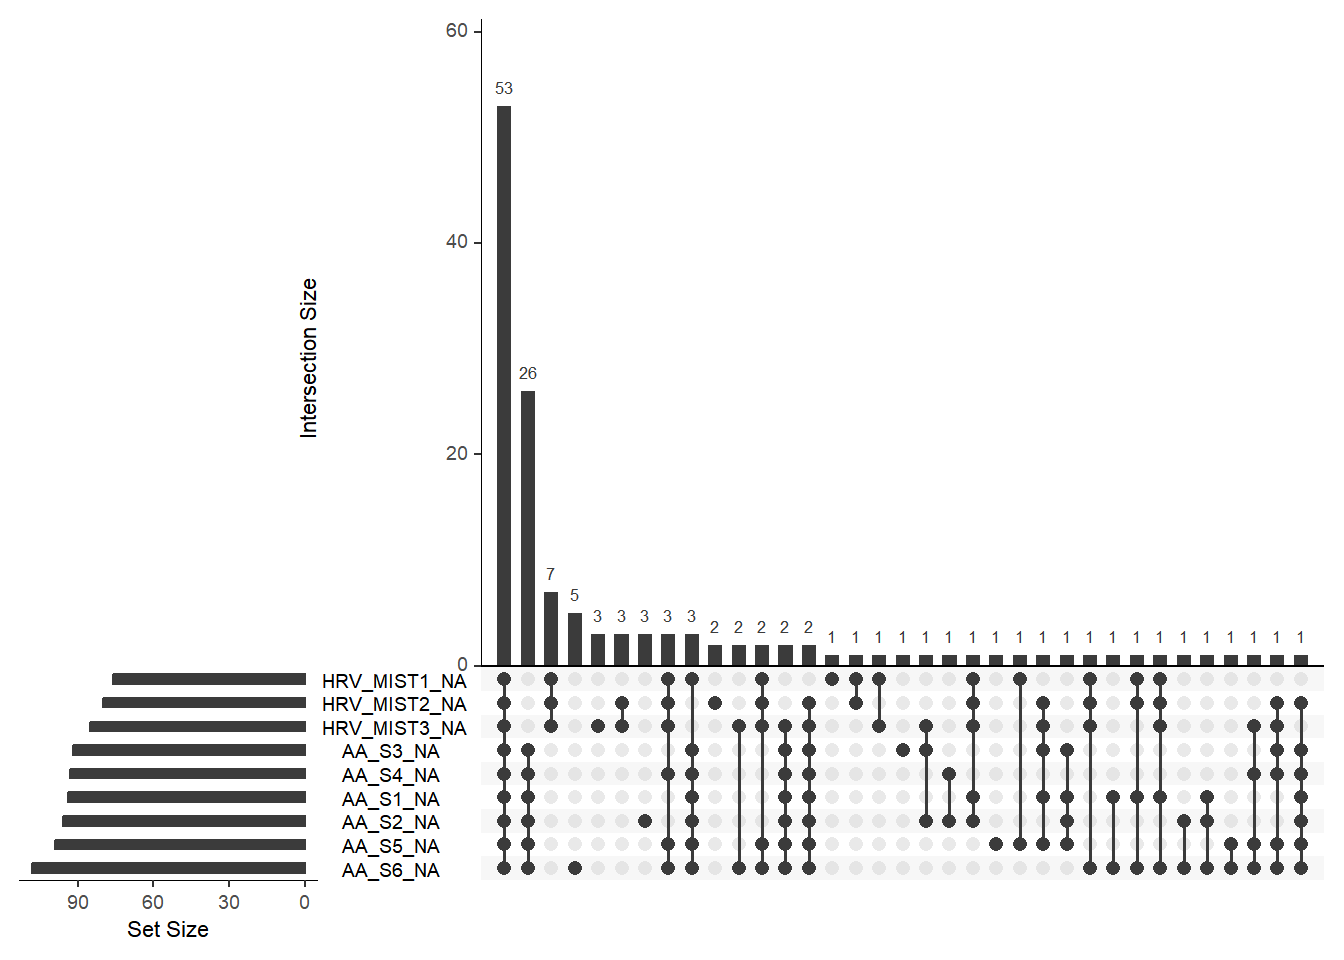 60
53
40
26
Intersection Size
20
7 5 3 3 3 3 3 2 2 2 2 2 1 1 1 1 1 1 1 1 1 1 1 1 1 1 1 1 1 1 1 1 1 1 1
0
HRV_MIST1_NA
HRV_MIST2_NA
HRV_MIST3_NA
AA_S3_NA
AA_S4_NA
AA_S1_NA
AA_S2_NA
AA_S5_NA
AA_S6_NA
90 60 30 0
Set Size